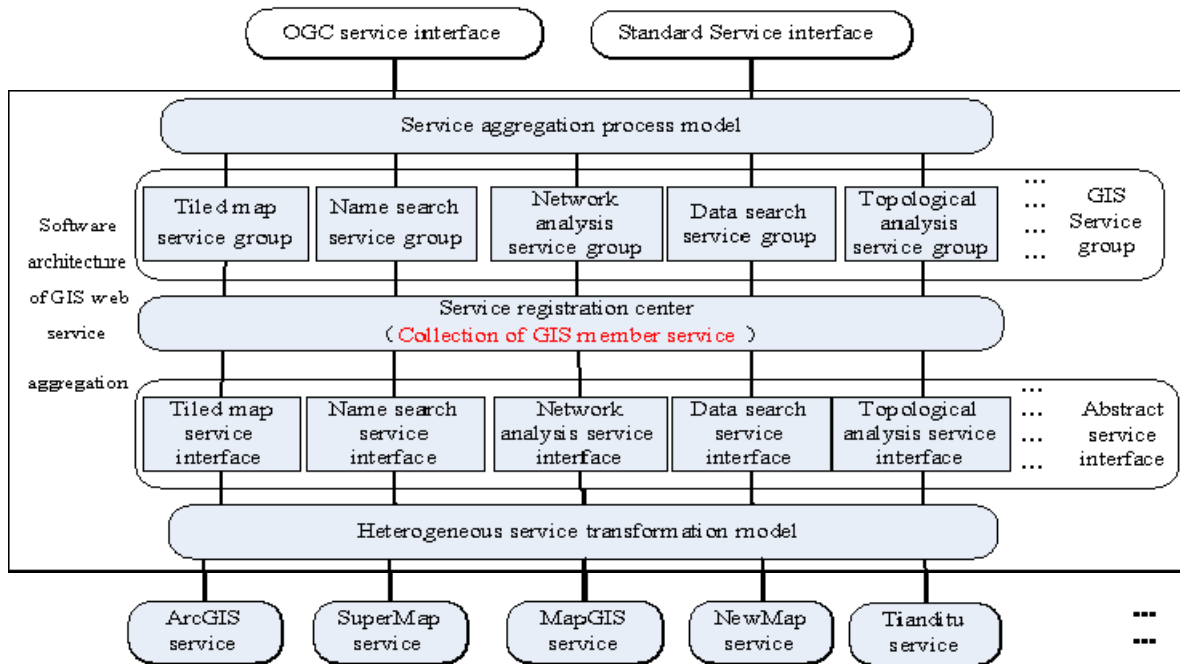 OGC service interface
Standard Service interface
Service aggregation process model
Software
architecture
of GIS web
service
aggregation
Tiled map
service group
Name search
service group
Network
analysis
service group
Data search
service group
Topological
analysis
service group
...
...
...
...
GIS
Service
group
Service registration center
( Collection of GIS member service )
Tiled map
service
interface
Name search
service
interface
Network
analysis service
interface
Data search
service
interface
Topological
analysis service
interface
...
...
...
...
Abstract
service
interface
Heterogeneous service transformation model
ArcGIS
service
SuperMap
service
MapGIS
service
NewMap
service
Tianditu
service
...
...